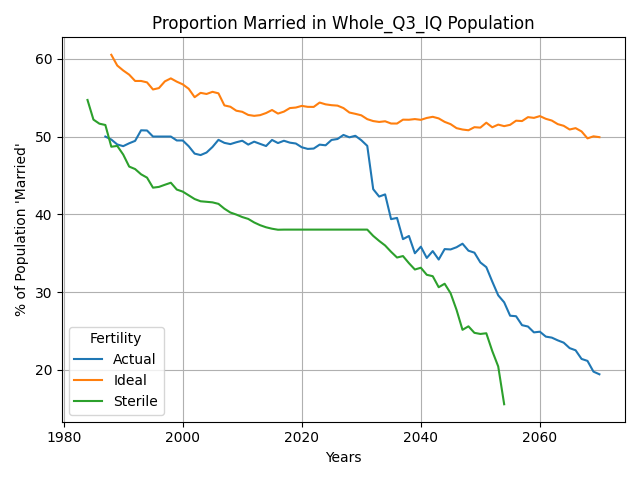 Proportion Married in Whole_Q3_IQ Population
% of Population 'Married'
60
50
40
30
20
Fertility
Actual
Ideal
Sterile
1980
2000
2020
2040
2060
Years